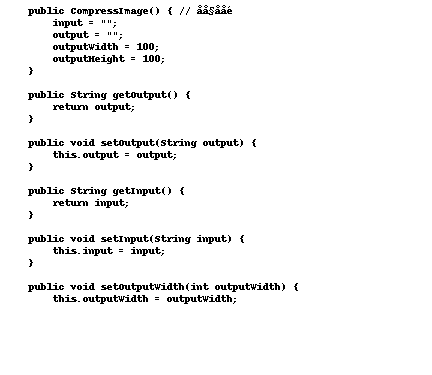 public CompressImage() { // åå§ååé
input = "";
output = "";
outputWidth = 100;
outputHeight = 100;
}
public String getOutput() {
return output;
}
public void setOutput(String output) {
this.output = output;
}
public String getInput() {
return input;
}
public void setInput(String input) {
this.input = input;
}
public void setOutputWidth(int outputWidth) {
this.outputWidth = outputWidth;